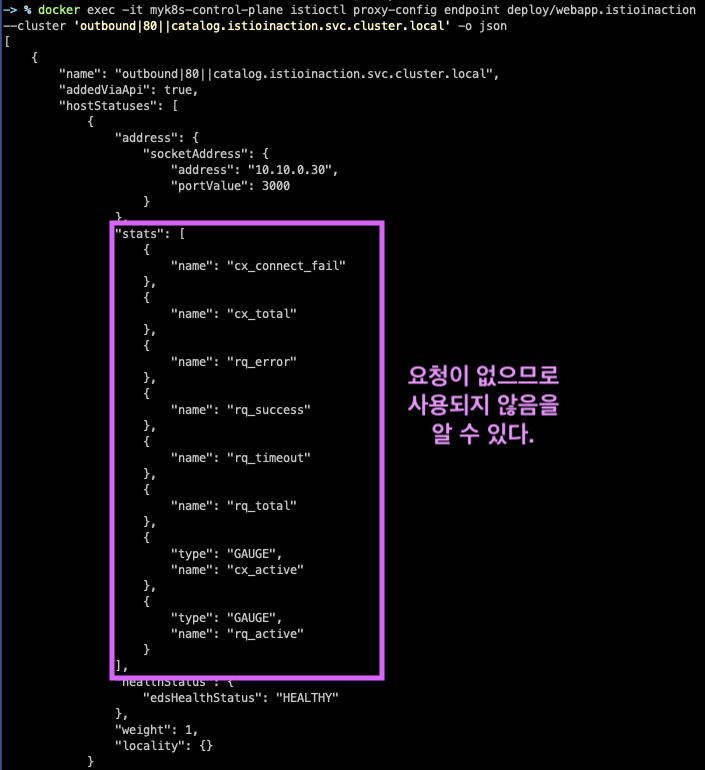 -> % docker exec -it myk8s-control-plane istioctl proxy-config endpoint deploy/webapp.istioinaction
--cluster 'outbound|80||catalog.istioinaction.svc.cluster.local' -o json
[
    {
        "name": "outbound|80||catalog.istioinaction.svc.cluster.local",
        "addedViaApi": true,
        "hostStatuses": [
            {
                "address": {
                    "socketAddress": {
                        "address": "10.10.0.30",
                        "portValue": 3000
                    }
                },
                "stats": [
                    {
                        "name": "cx_connect_fail"
                    },
                    {
                        "name": "cx_total"
                    },
                    {
                        "name": "rq_error"
                    },
                    {
                        "name": "rq_success"
                    },
                    {
                        "name": "rq_timeout"
                    },
                    {
                        "name": "rq_total"
                    },
                    {
                        "type": "GAUGE",
                        "name": "cx_active"
                    },
                    {
                        "type": "GAUGE",
                        "name": "rq_active"
                    }
                ],
                "healthStatus": {
                    "edsHealthStatus": "HEALTHY"
                },
                "weight": 1,
                "locality": {}
            }
요청이 없으므로
사용되지 않음을
알 수 있다.